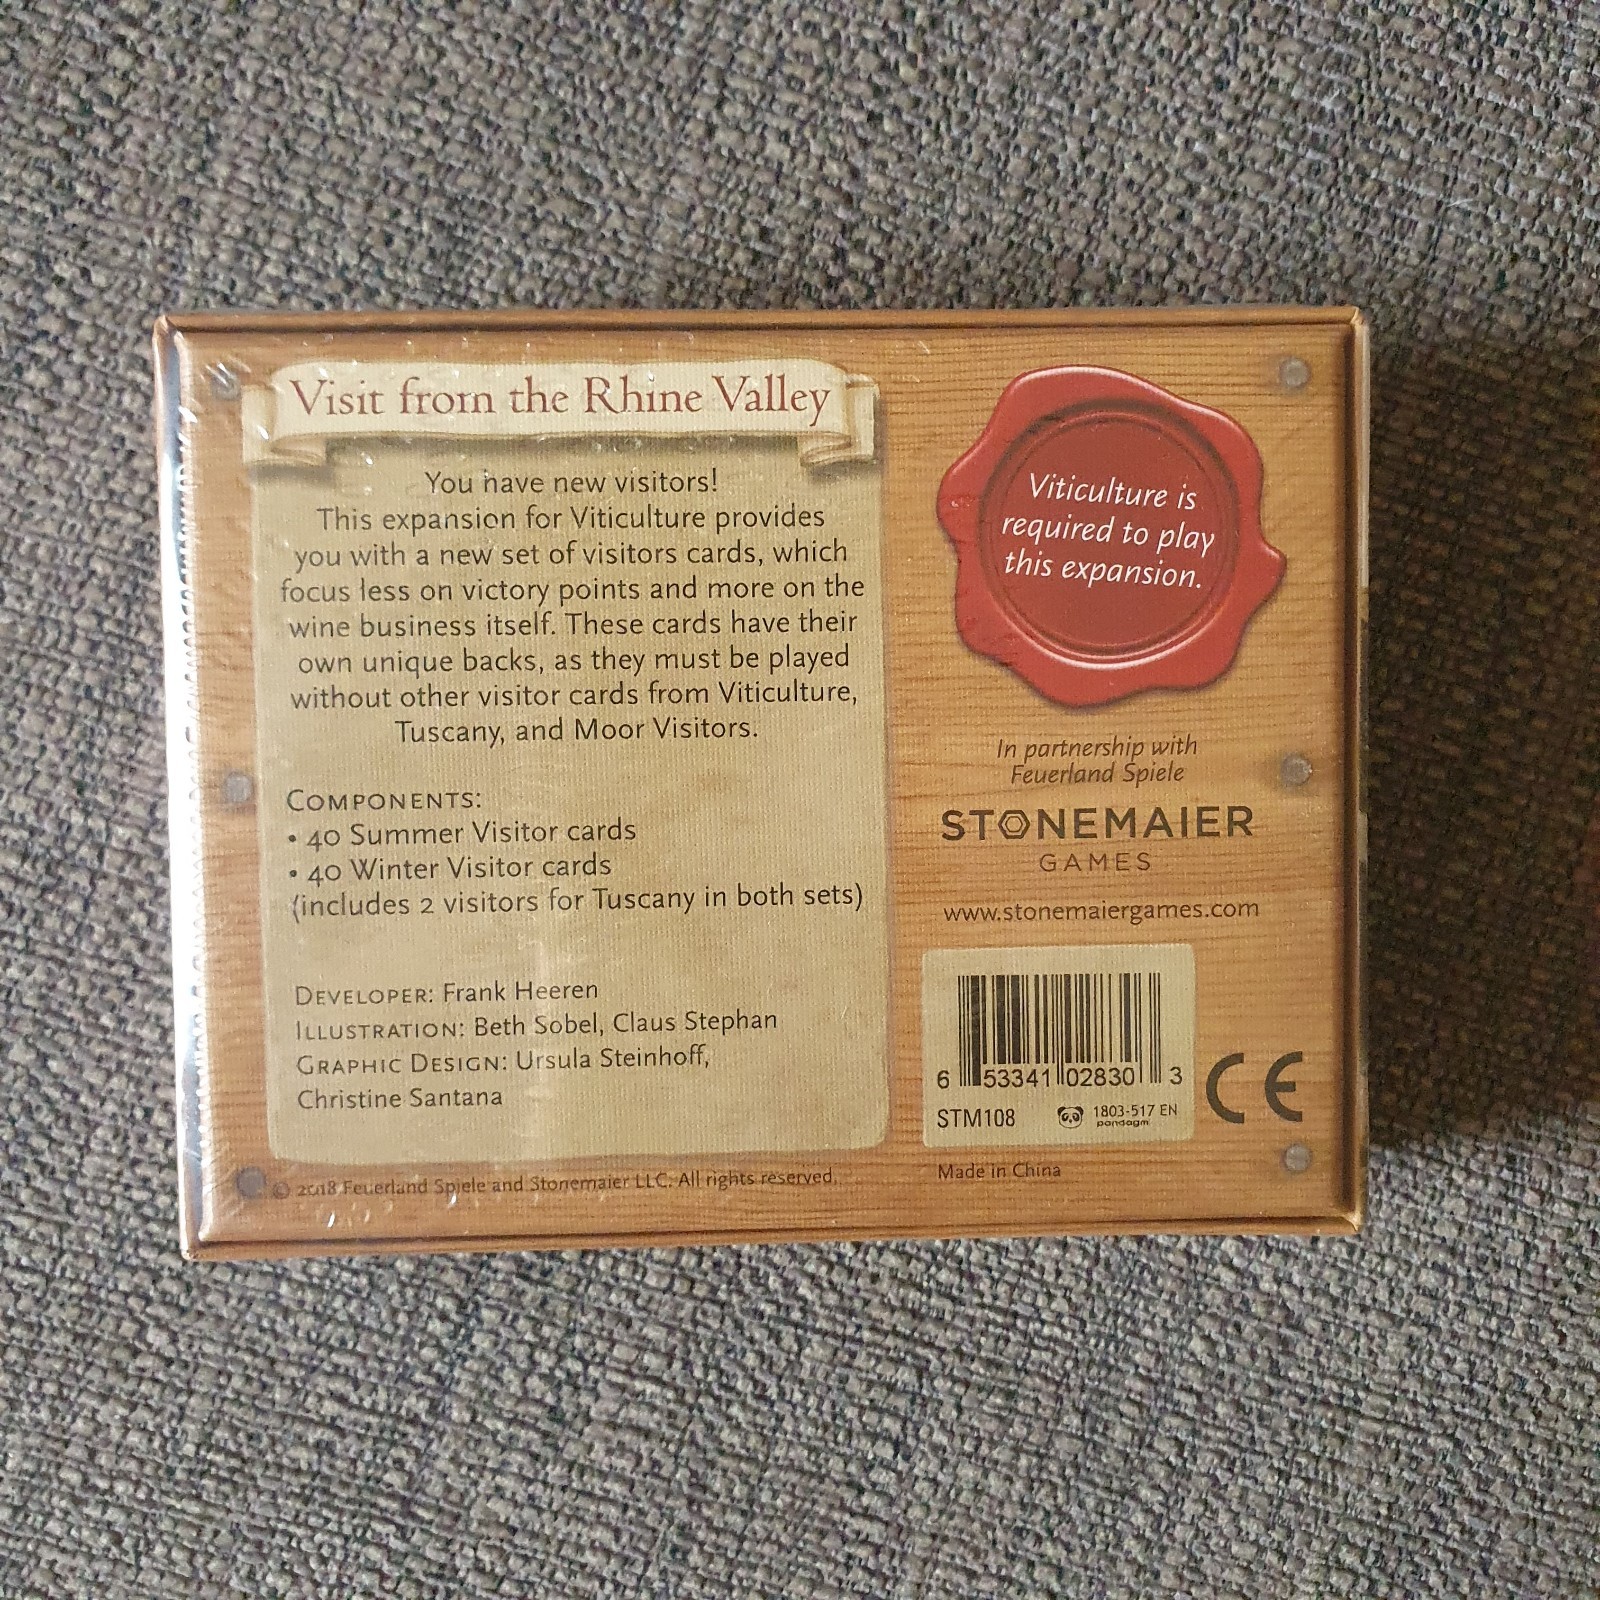 Visit from the Rhine Valley
You have new visitors!
This expansion for Viticulture provides
you with a new set of visitors cards, which
focus less on victory points and more on the
wine business itself. These cards have their
own unique backs, as they must be played
without other visitor cards from Viticulture,
Tuscany, and Moor Visitors.
COMPONENTS:
• 40 Summer Visitor cards
• 40 Winter Visitor cards
(includes 2 visitors for Tuscany in both sets)
DEVELOPER: Frank Heeren
ILLUSTRATION: Beth Sobel, Claus Stephan
GRAPHIC DESIGN: Ursula Steinhoff,
Christine Santana
© 2018 Feuerland Spiele and Stonemaier LLC. All rights reserved.
Viticulture is
required to play
this expansion.
In partnership with
Feuerland Spiele
STONEMAIER
GAMES
www.stonemaiergames.com
6 53341 02830 3
STM108
1803-517 EN
pandagm
CE
Made in China